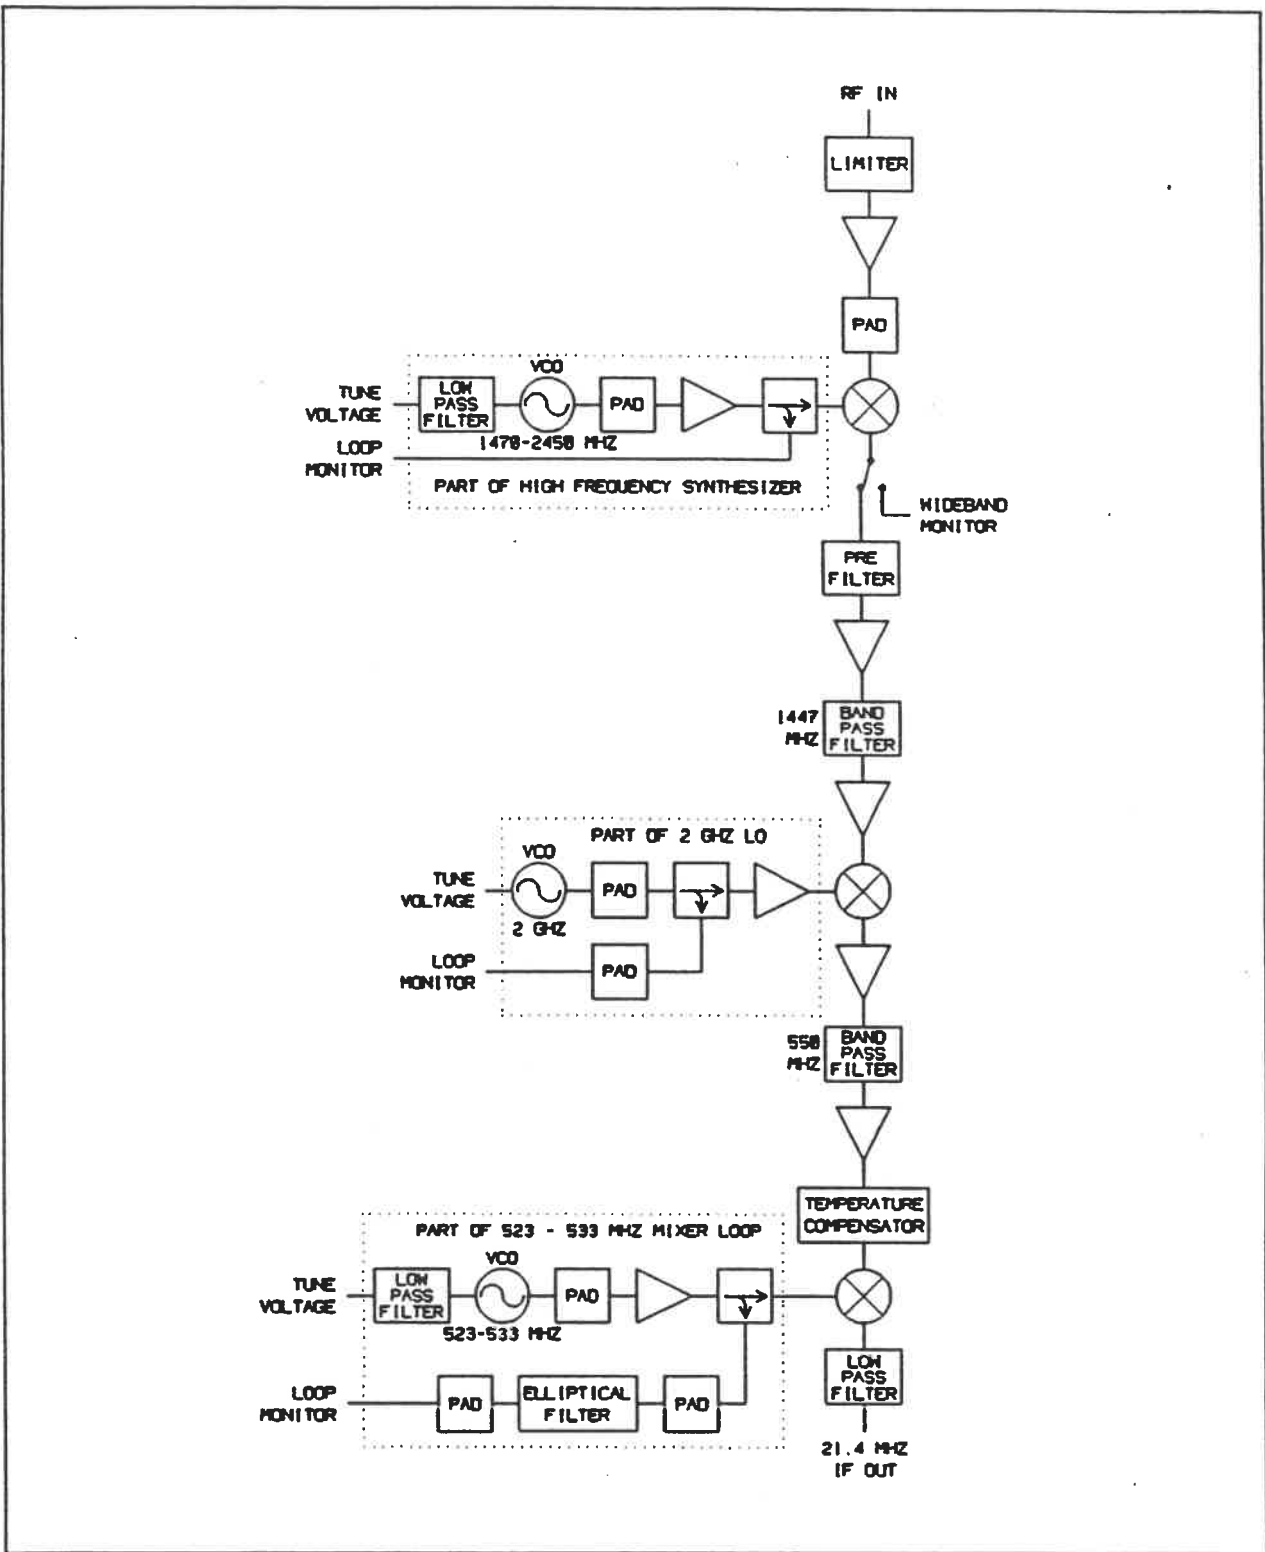 RF IN
LIMITER
PAD
VCO
TUNE
VOLTAGE
LOW
PASS
FILTER
PAD
1470-2450 MHZ
LOOP
MONITOR
PART OF HIGH FREQUENCY SYNTHESIZER
WIDEBAND
MONITOR
PRE
FILTER
1447
MHZ
BAND
PASS
FILTER
PART OF 2 GHZ LO
VCO
TUNE
VOLTAGE
PAD
2 GHZ
LOOP
MONITOR
PAD
550
MHZ
BAND
PASS
FILTER
TEMPERATURE
COMPENSATOR
PART OF 523 - 533 MHZ MIXER LOOP
VCO
TUNE
VOLTAGE
LOW
PASS
FILTER
PAD
523-533 MHZ
LOW
PASS
FILTER
LOOP
MONITOR
PAD
ELLIPTICAL
FILTER
PAD
21.4 MHZ
IF OUT